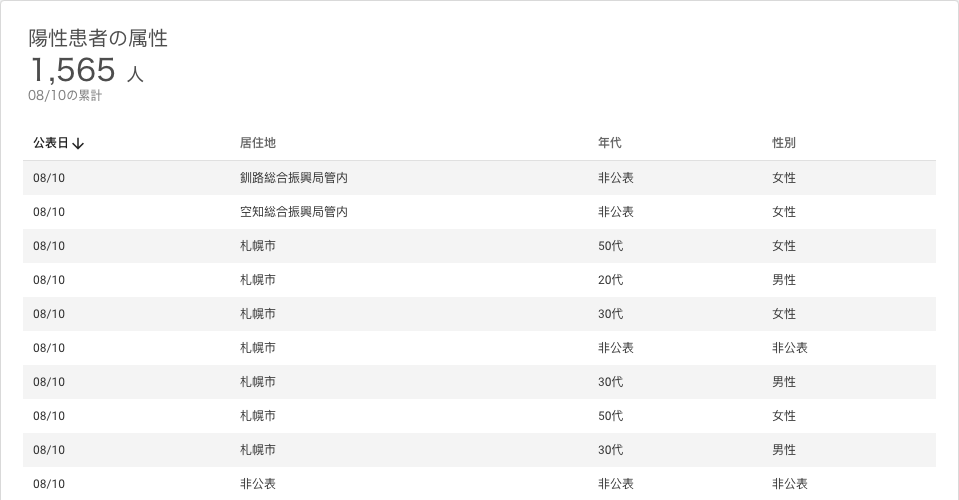 陽性患者の属性
1,565 人
08/10の累計
公表日 居住地 年代 性別
08/10 釧路総合振興局管内 非公表 女性
08/10 空知総合振興局管内 非公表 女性
08/10 札幌市 50代 女性
08/10 札幌市 20代 男性
08/10 札幌市 30代 女性
08/10 札幌市 非公表 非公表
08/10 札幌市 30代 男性
08/10 札幌市 50代 女性
08/10 札幌市 30代 男性
08/10 非公表 非公表 非公表